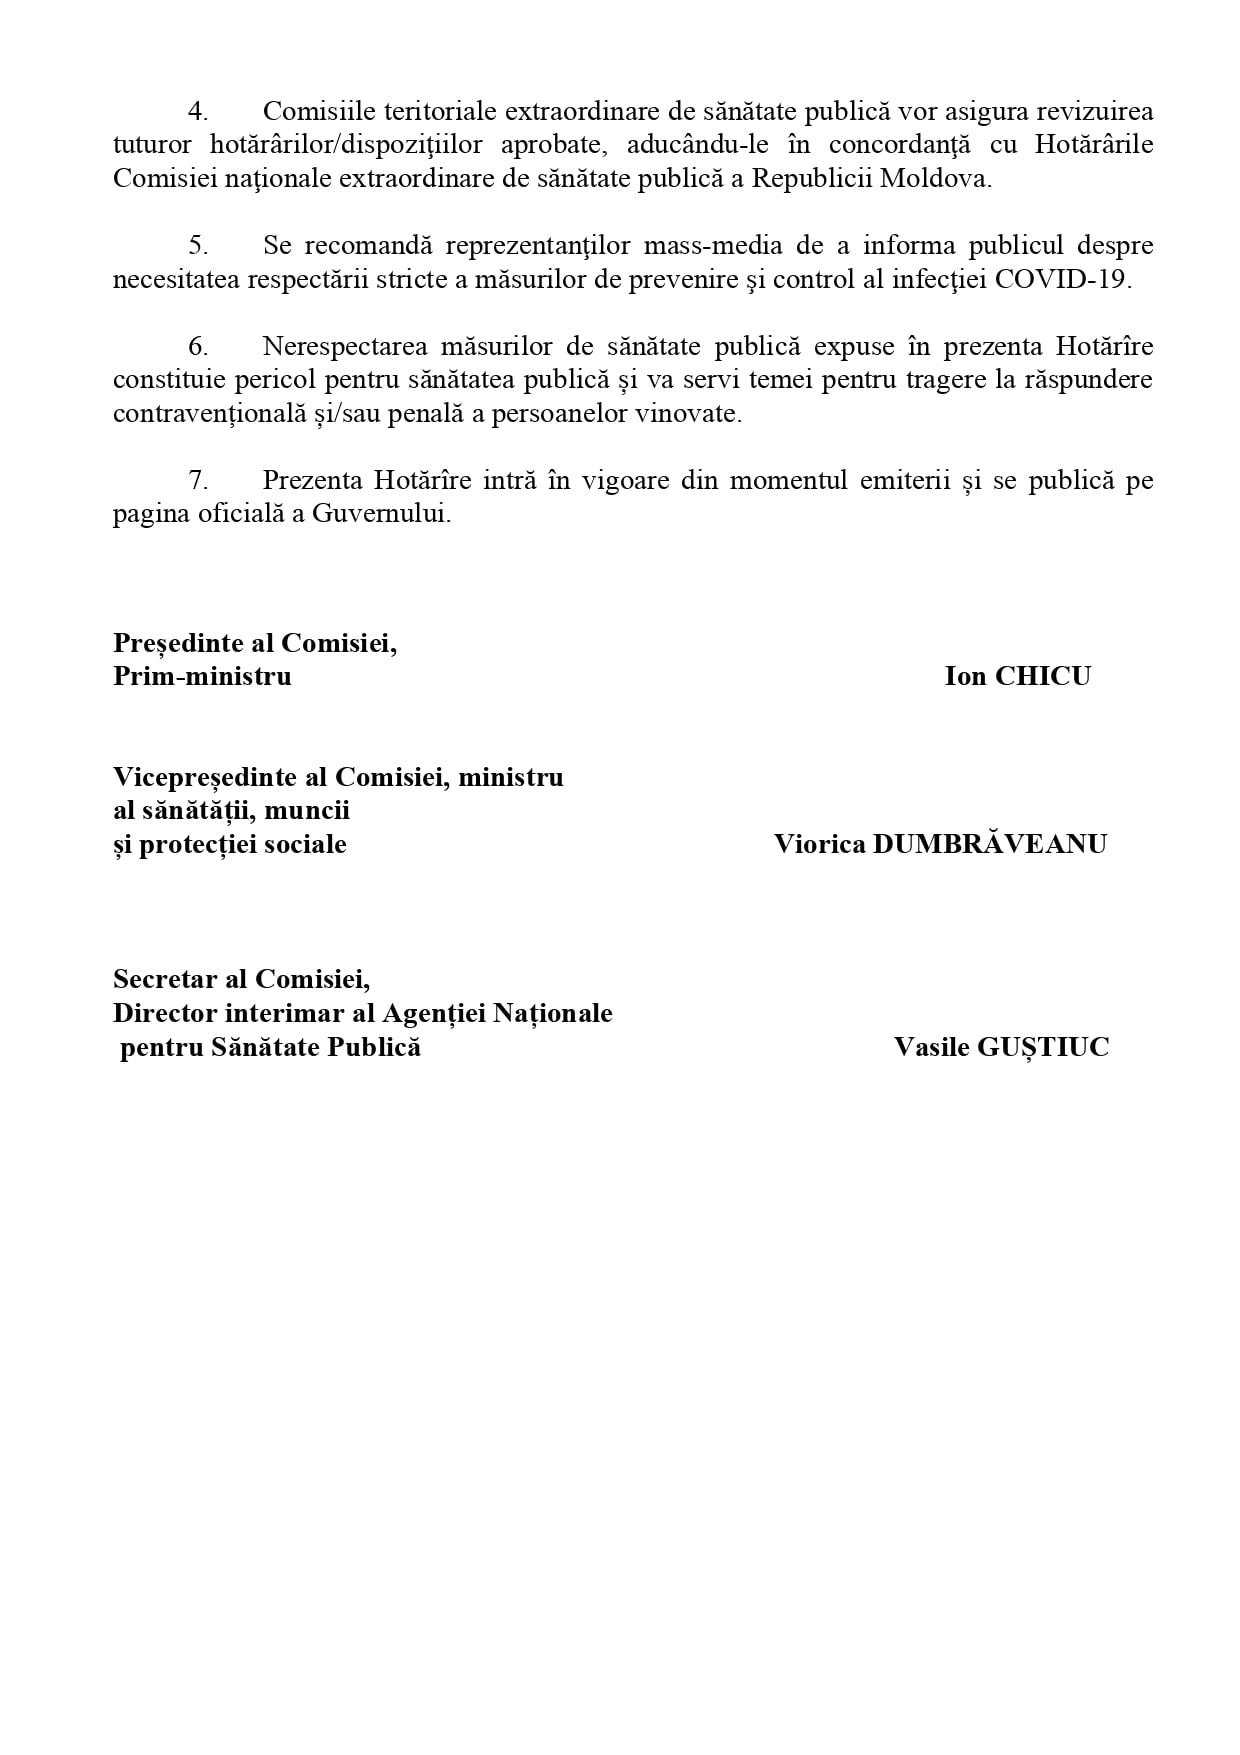 4. Comisiile teritoriale extraordinare de sănătate publică vor asigura revizuirea
tuturor hotărârilor/dispoziţiilor aprobate, aducându-le în concordanţă cu Hotărârile
Comisiei naţionale extraordinare de sănătate publică a Republicii Moldova.
5. Se recomandă reprezentanţilor mass-media de a informa publicul despre
necesitatea respectării stricte a măsurilor de prevenire şi control al infecţiei COVID-19.
6. Nerespectarea măsurilor de sănătate publică expuse în prezenta Hotărîre
constituie pericol pentru sănătatea publică și va servi temei pentru tragere la răspundere
contravențională și/sau penală a persoanelor vinovate.
7. Prezenta Hotărîre intră în vigoare din momentul emiterii și se publică pe
pagina oficială a Guvernului.
Președinte al Comisiei,
Prim-ministru Ion CHICU
Vicepreședinte al Comisiei, ministru
al sănătății, muncii
și protecției sociale Viorica DUMBRĂVEANU
Secretar al Comisiei,
Director interimar al Agenției Naționale
pentru Sănătate Publică Vasile GUȘTIUC